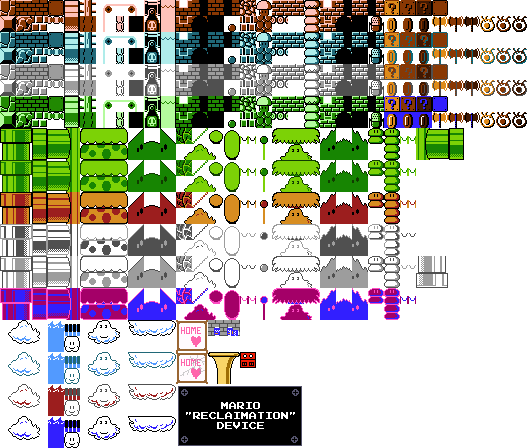 ? ? ?
? ? ?
? ? ?
? ? ?
HOME
HOME
MARIO
"RECLAIMATION"
DEVICE